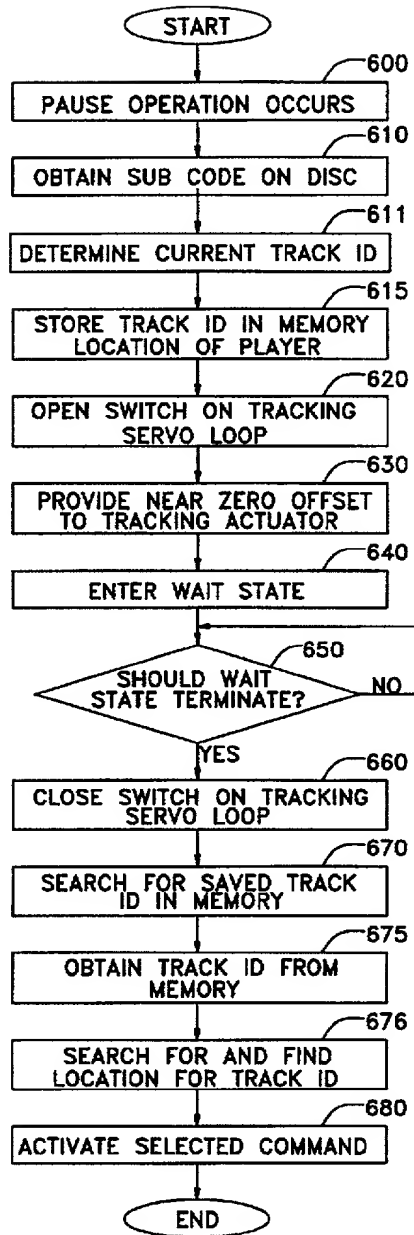 START
600
PAUSE OPERATION OCCURS
610
OBTAIN SUB CODE ON DISC
611
DETERMINE CURRENT TRACK ID
615
STORE TRACK ID IN MEMORY
LOCATION OF PLAYER
620
OPEN SWITCH ON TRACKING
SERVO LOOP
630
PROVIDE NEAR ZERO OFFSET
TO TRACKING ACTUATOR
640
ENTER WAIT STATE
650
SHOULD WAIT
STATE TERMINATE?
NO
YES
660
CLOSE SWITCH ON TRACKING
SERVO LOOP
670
SEARCH FOR SAVED TRACK
ID IN MEMORY
675
OBTAIN TRACK ID FROM
MEMORY
676
SEARCH FOR AND FIND
LOCATION FOR TRACK ID
680
ACTIVATE SELECTED COMMAND
END